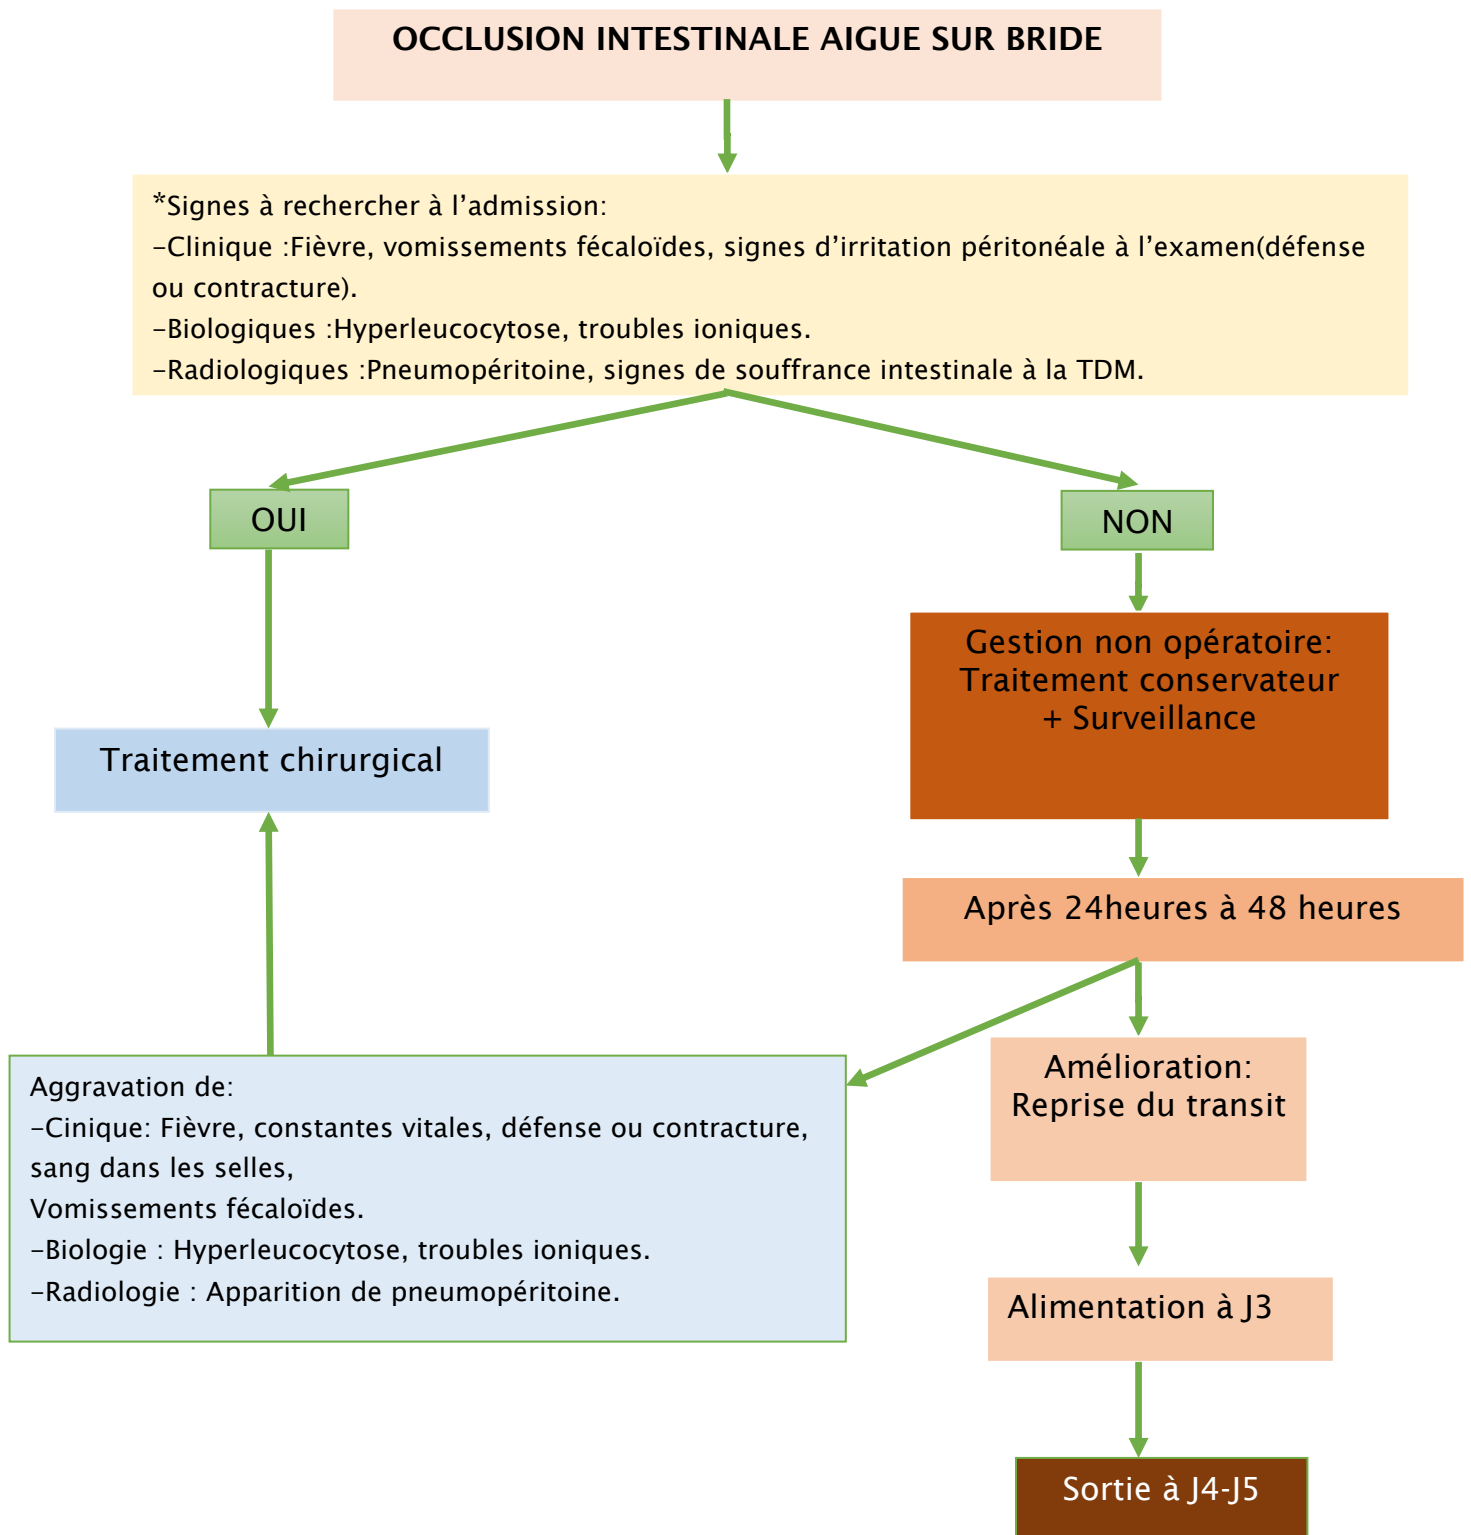 OCCLUSION INTESTINALE AIGUE SUR BRIDE
*Signes à rechercher à l’admission:
–Clinique :Fièvre, vomissements fécaloïdes, signes d’irritation péritonéale à l’examen(défense
ou contracture).
–Biologiques :Hyperleucocytose, troubles ioniques.
–Radiologiques :Pneumopéritoine, signes de souffrance intestinale à la TDM.
OUI
NON
Gestion non opératoire:
Traitement conservateur
+ Surveillance
Traitement chirurgical
Après 24heures à 48 heures
Aggravation de:
–Cinique: Fièvre, constantes vitales, défense ou contracture,
sang dans les selles,
Vomissements fécaloïdes.
–Biologie : Hyperleucocytose, troubles ioniques.
–Radiologie : Apparition de pneumopéritoine.
Amélioration:
Reprise du transit
Alimentation à J3
Sortie à J4-J5